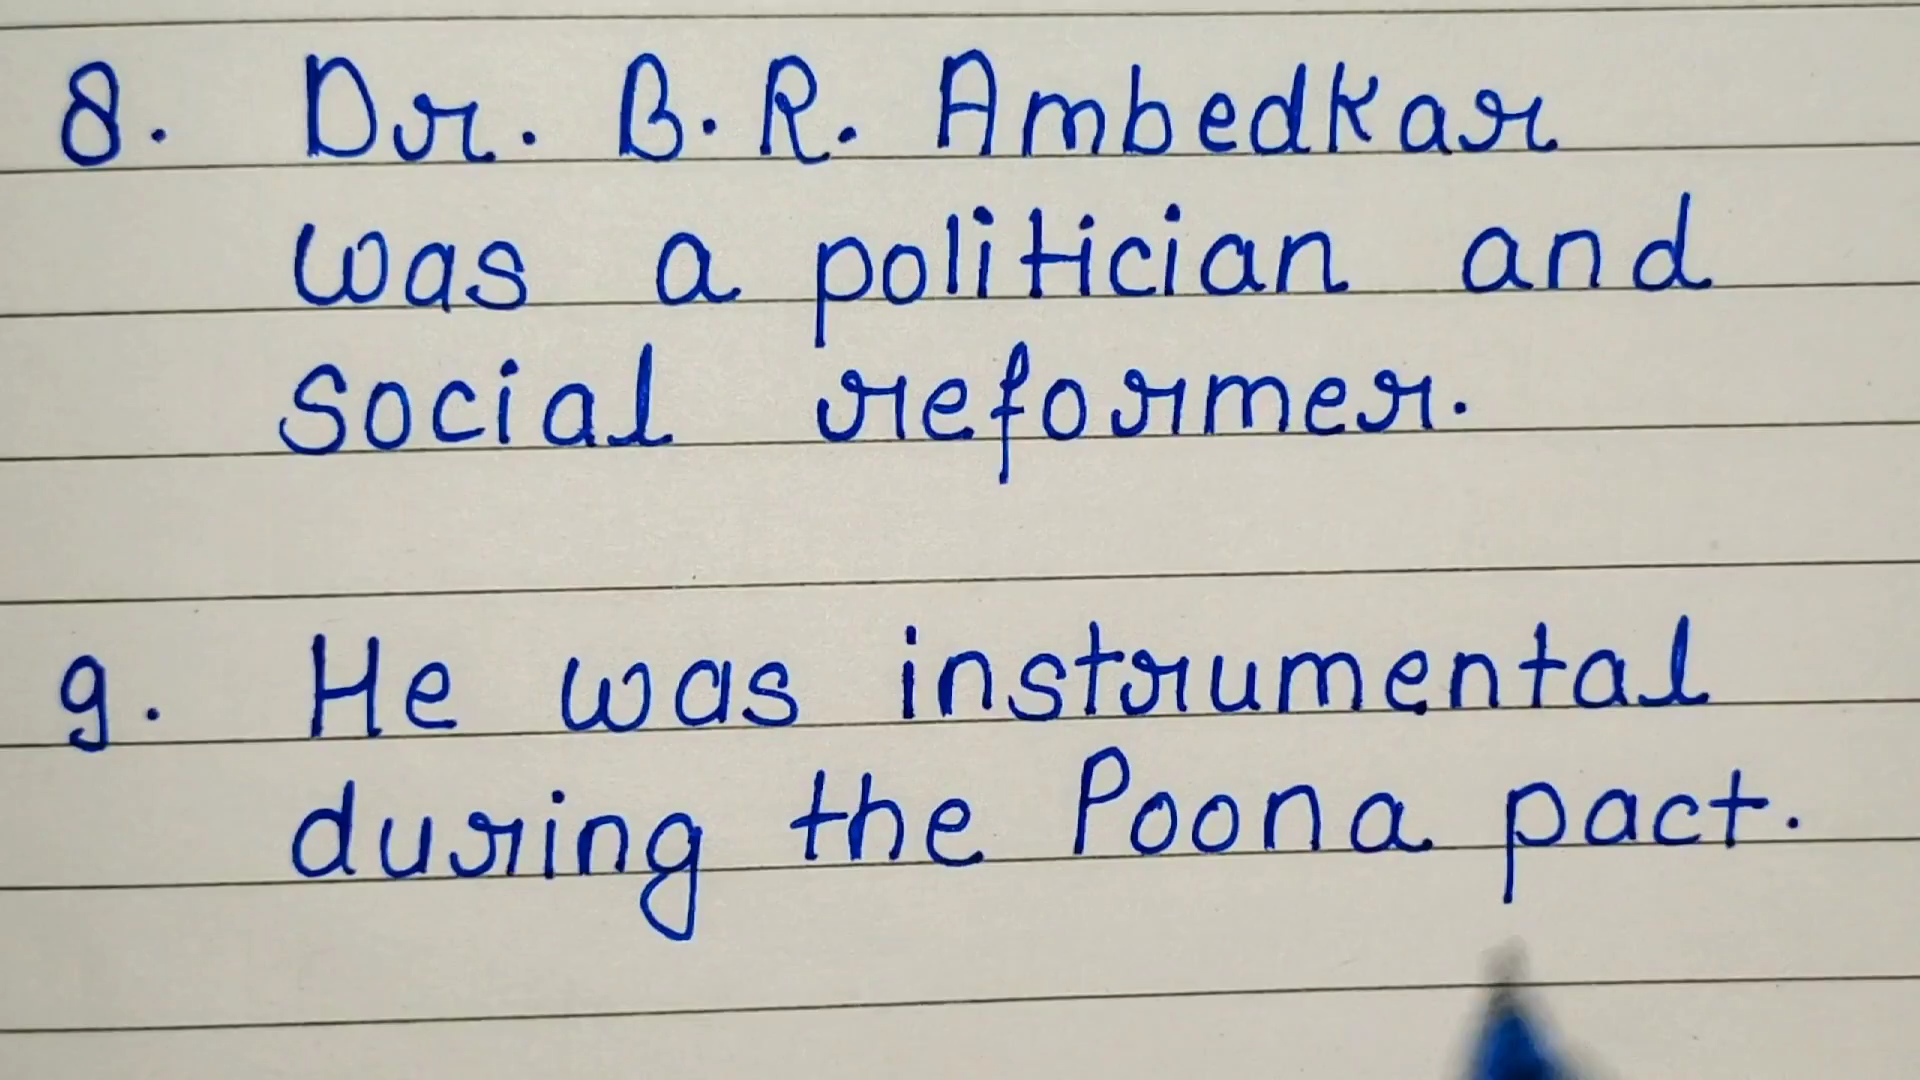 8. Dr. B. R. Ambedkar
was a politician and
social reformer.
9. He was instrumental
during the Poona pact.